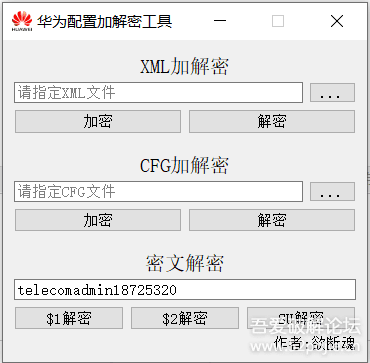 HUAWEI
华为配置加解密工具
XML加解密
请指定XML文件
...
加密 解密
CFG加解密
请指定CFG文件
...
加密 解密
密文解密
telecomadmin18725320
$1解密 $2解密 SU解密
吾爱破解论坛
作者:欲断魂